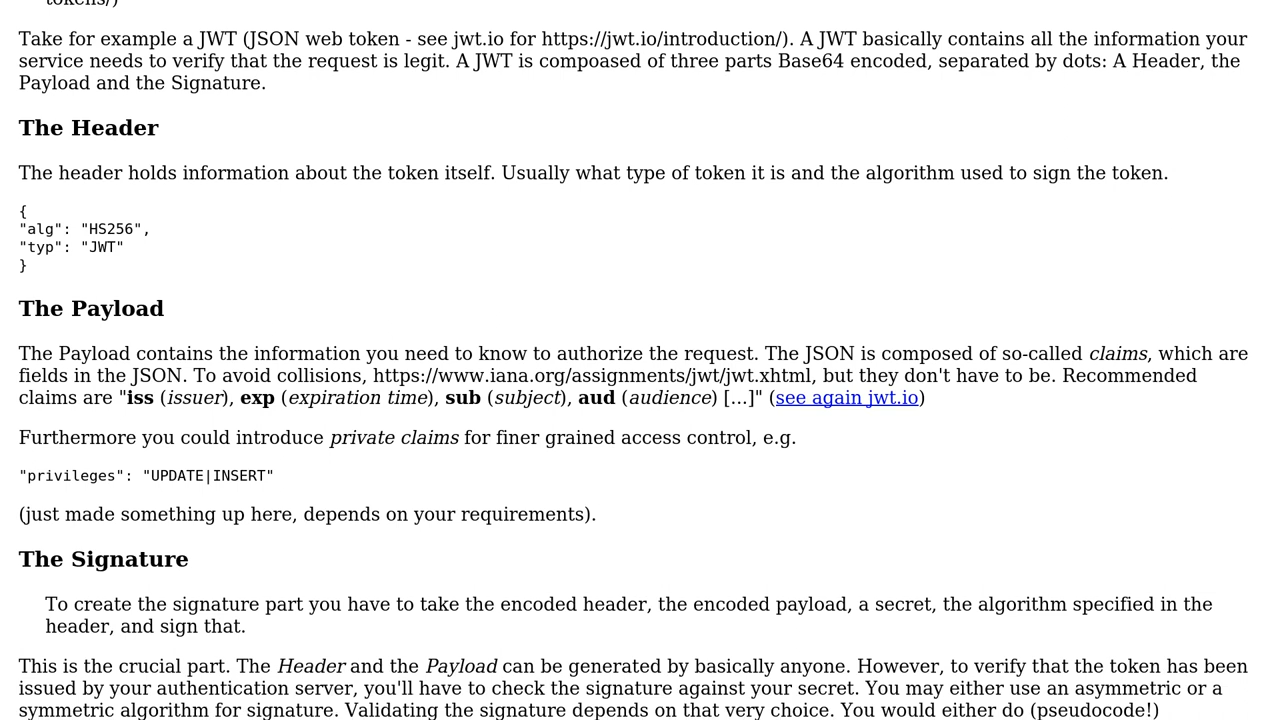 tokens/)
Take for example a JWT (JSON web token - see jwt.io for https://jwt.io/introduction/). A JWT basically contains all the information your
service needs to verify that the request is legit. A JWT is compoased of three parts Base64 encoded, separated by dots: A Header, the
Payload and the Signature.
The Header
The header holds information about the token itself. Usually what type of token it is and the algorithm used to sign the token.
{
"alg": "HS256",
"typ": "JWT"
}
The Payload
The Payload contains the information you need to know to authorize the request. The JSON is composed of so-called claims, which are
fields in the JSON. To avoid collisions, https://www.iana.org/assignments/jwt/jwt.xhtml, but they don't have to be. Recommended
claims are "iss (issuer), exp (expiration time), sub (subject), aud (audience) [...]" (see again jwt.io)
Furthermore you could introduce private claims for finer grained access control, e.g.
"privileges": "UPDATE|INSERT"
(just made something up here, depends on your requirements).
The Signature
To create the signature part you have to take the encoded header, the encoded payload, a secret, the algorithm specified in the
header, and sign that.
This is the crucial part. The Header and the Payload can be generated by basically anyone. However, to verify that the token has been
issued by your authentication server, you'll have to check the signature against your secret. You may either use an asymmetric or a
symmetric algorithm for signature. Validating the signature depends on that very choice. You would either do (pseudocode!)